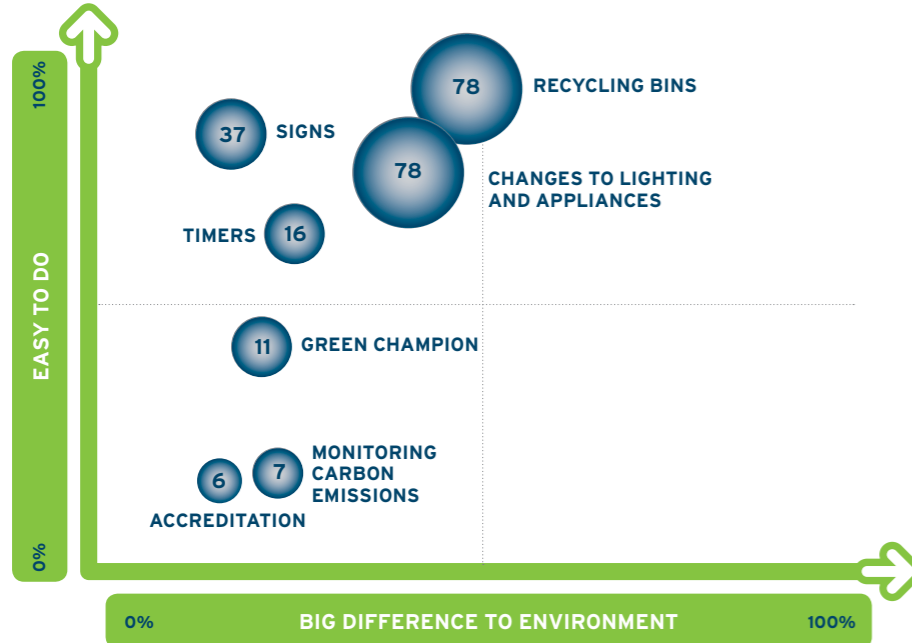 100%
EASY TO DO
0%
78
RECYCLING BINS
37
SIGNS
78
CHANGES TO LIGHTING
AND APPLIANCES
TIMERS
16
11
GREEN CHAMPION
6
ACCREDITATION
7
MONITORING
CARBON
EMISSIONS
0%
BIG DIFFERENCE TO ENVIRONMENT
100%